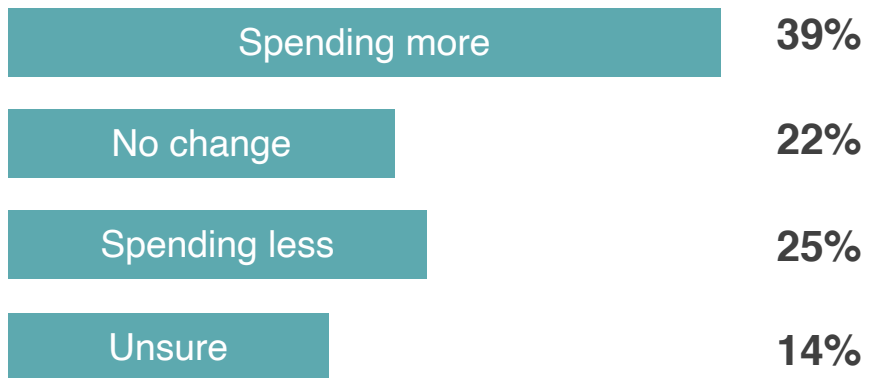 Spending more 39%
No change 22%
Spending less 25%
Unsure 14%